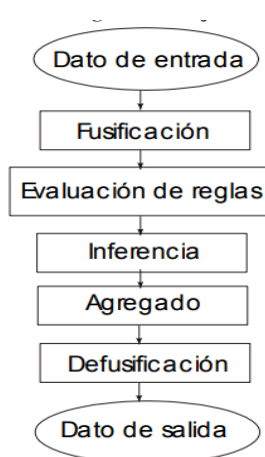 Dato de entrada
Fusificación
Evaluación de reglas
Inferencia
Agregado
Defusificación
Dato de salida